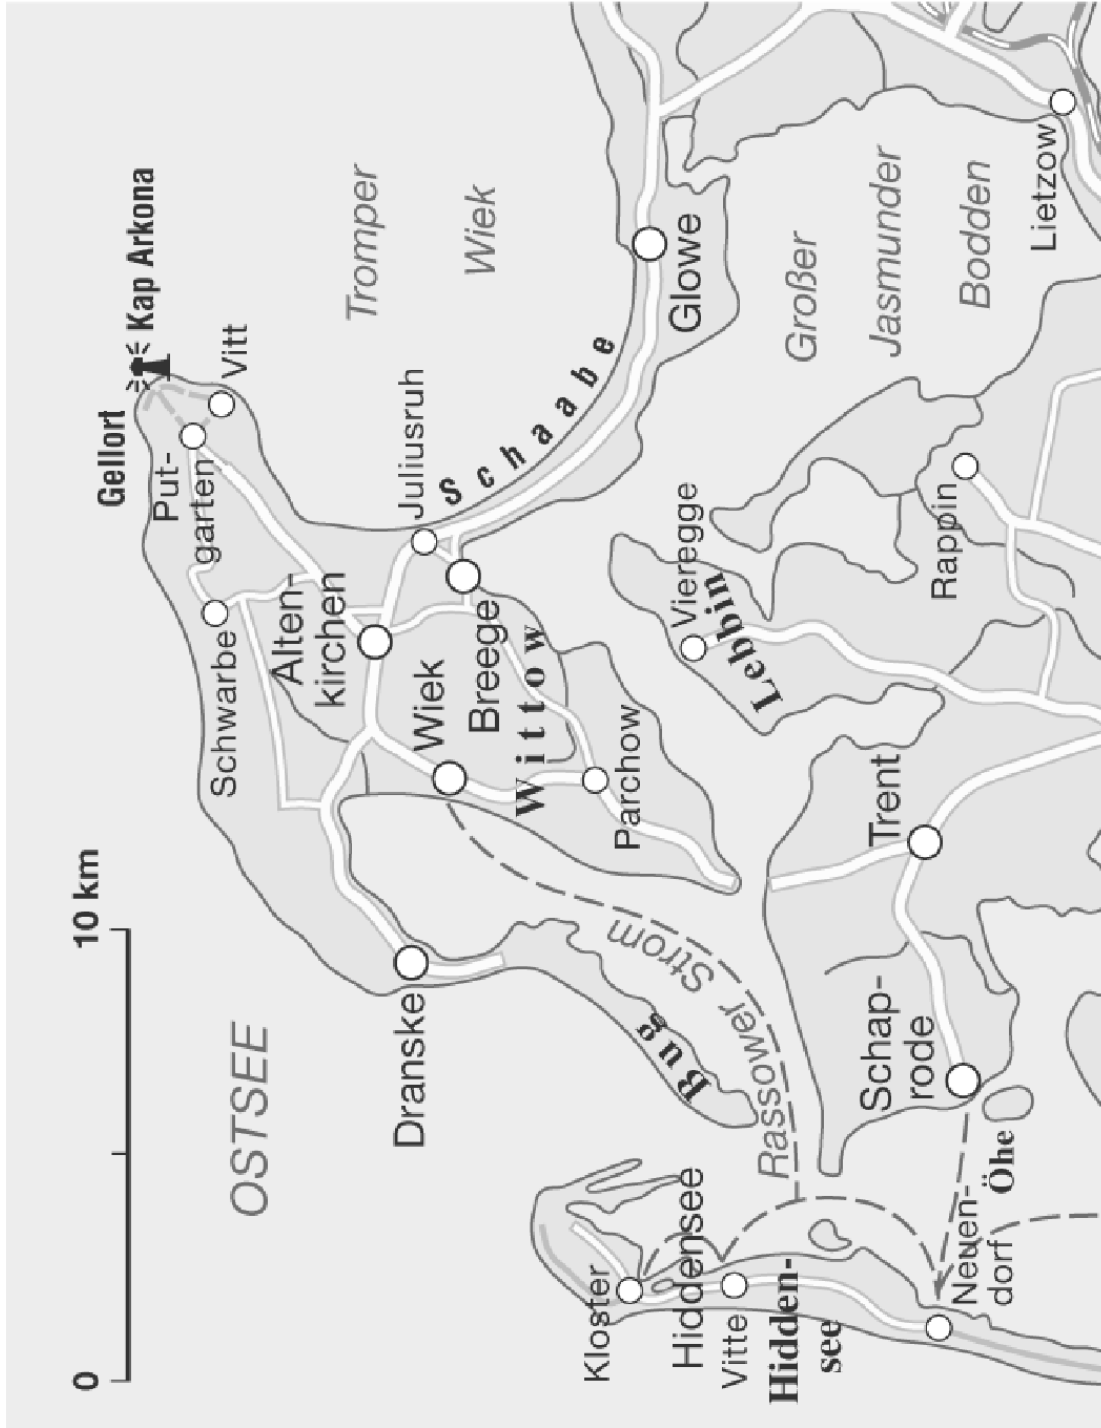 0
10 km
OSTSEE
Gellort
Kap Arkona
Put-
garten
Vitt
Schwarbe
Alten-
kirchen
Juliusruh
Tromper
Wiek
Dranske
Wiek
Breege
Schaabe
Wittow
Glowe
Parchow
Bug
Rassower Strom
Vieregge
Lebbin
Großer
Jasmunder
Bodden
Lietzow
Rappin
Trent
Schap-
rode
Öhe
Kloster
Hiddensee
Vitte
Hidden-
see
Neuen-
dorf